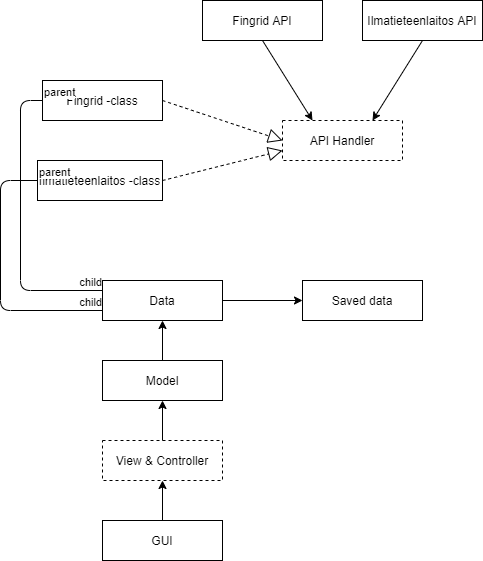 Fingrid API
Ilmatieteenlaitos API
parent
Fingrid -class
API Handler
parent
Ilmatieteenlaitos -class
child
child
Data
Saved data
Model
View & Controller
GUI